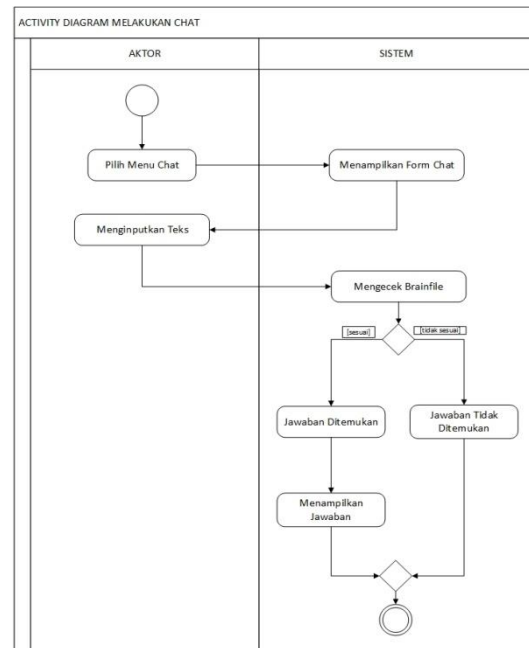 ACTIVITY DIAGRAM MELAKUKAN CHAT
AKTOR
SISTEM
Pilih Menu Chat
Menampilkan Form Chat
Menginputkan Teks
Mengecek Brainfile
[sesuai]
[tidak sesuai]
Jawaban Ditemukan
Jawaban Tidak
Ditemukan
Menampilkan
Jawaban